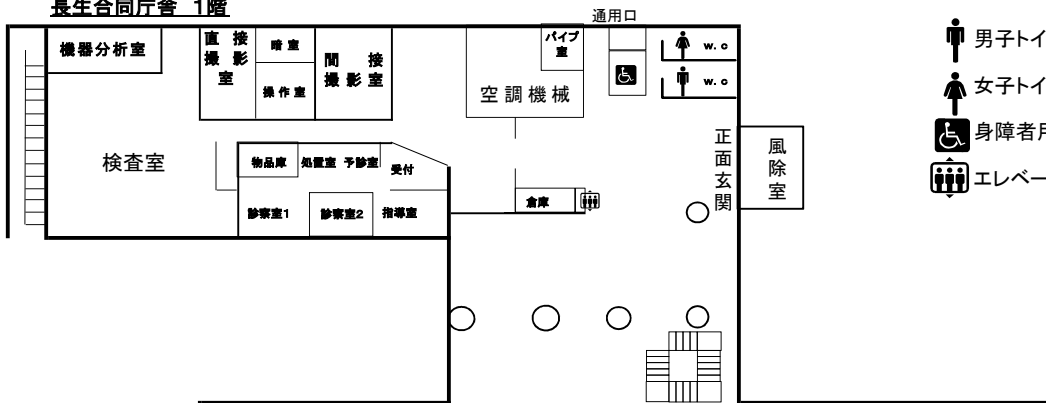 長生合同庁舎 1階
通用口
機器分析室
直接撮影室
暗室
操作室
間接撮影室
パイプ室
空調機械
w.c
w.c
男子トイ
女子トイ
身障者用
エレベー
検査室
物品庫
処置室
予診室
受付
診察室1
診察室2
指導室
倉庫
正面玄関
風除室